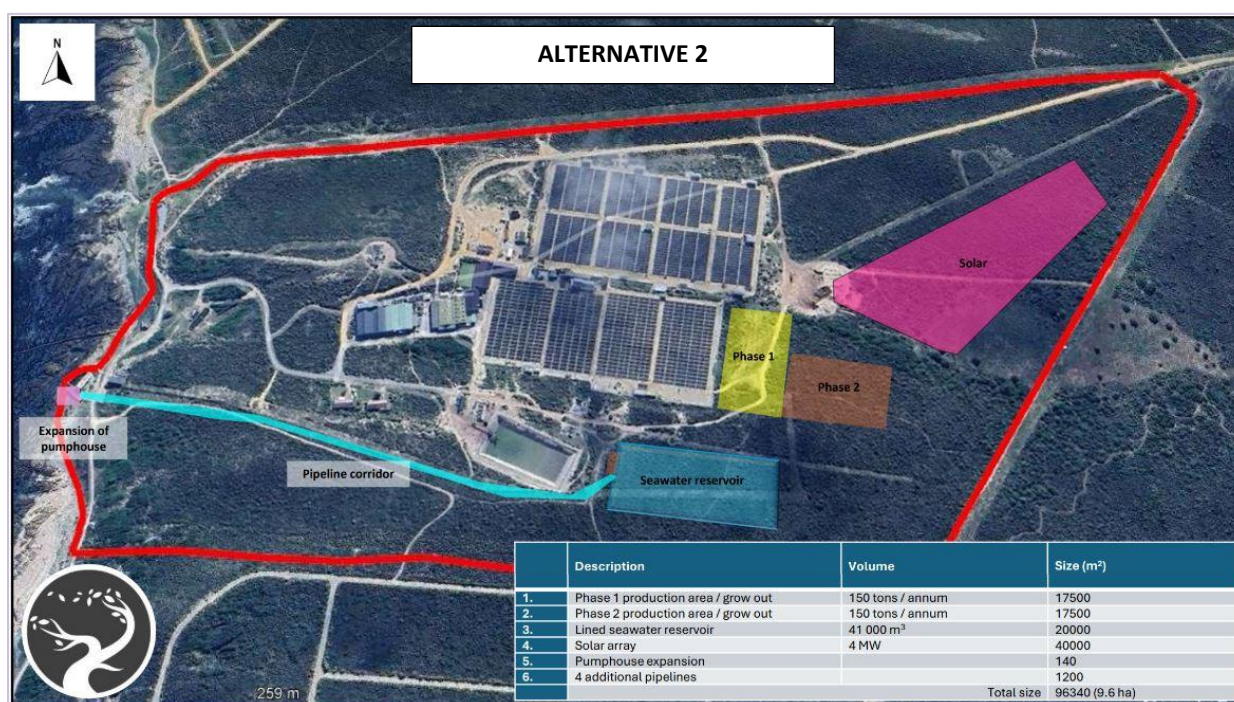 N
ALTERNATIVE 2
Solar
Phase 1
Phase 2
Expansion of
pumphouse
Pipeline corridor
Seawater reservoir
Description Volume Size (m²)
1. Phase 1 production area / grow out 150 tons / annum 17500
2. Phase 2 production area / grow out 150 tons / annum 17500
3. Lined seawater reservoir 41 000 m³ 20000
4. Solar array 4 MW 40000
5. Pumphouse expansion 140
6. 4 additional pipelines 1200
Total size 96340 (9.6 ha)
259 m